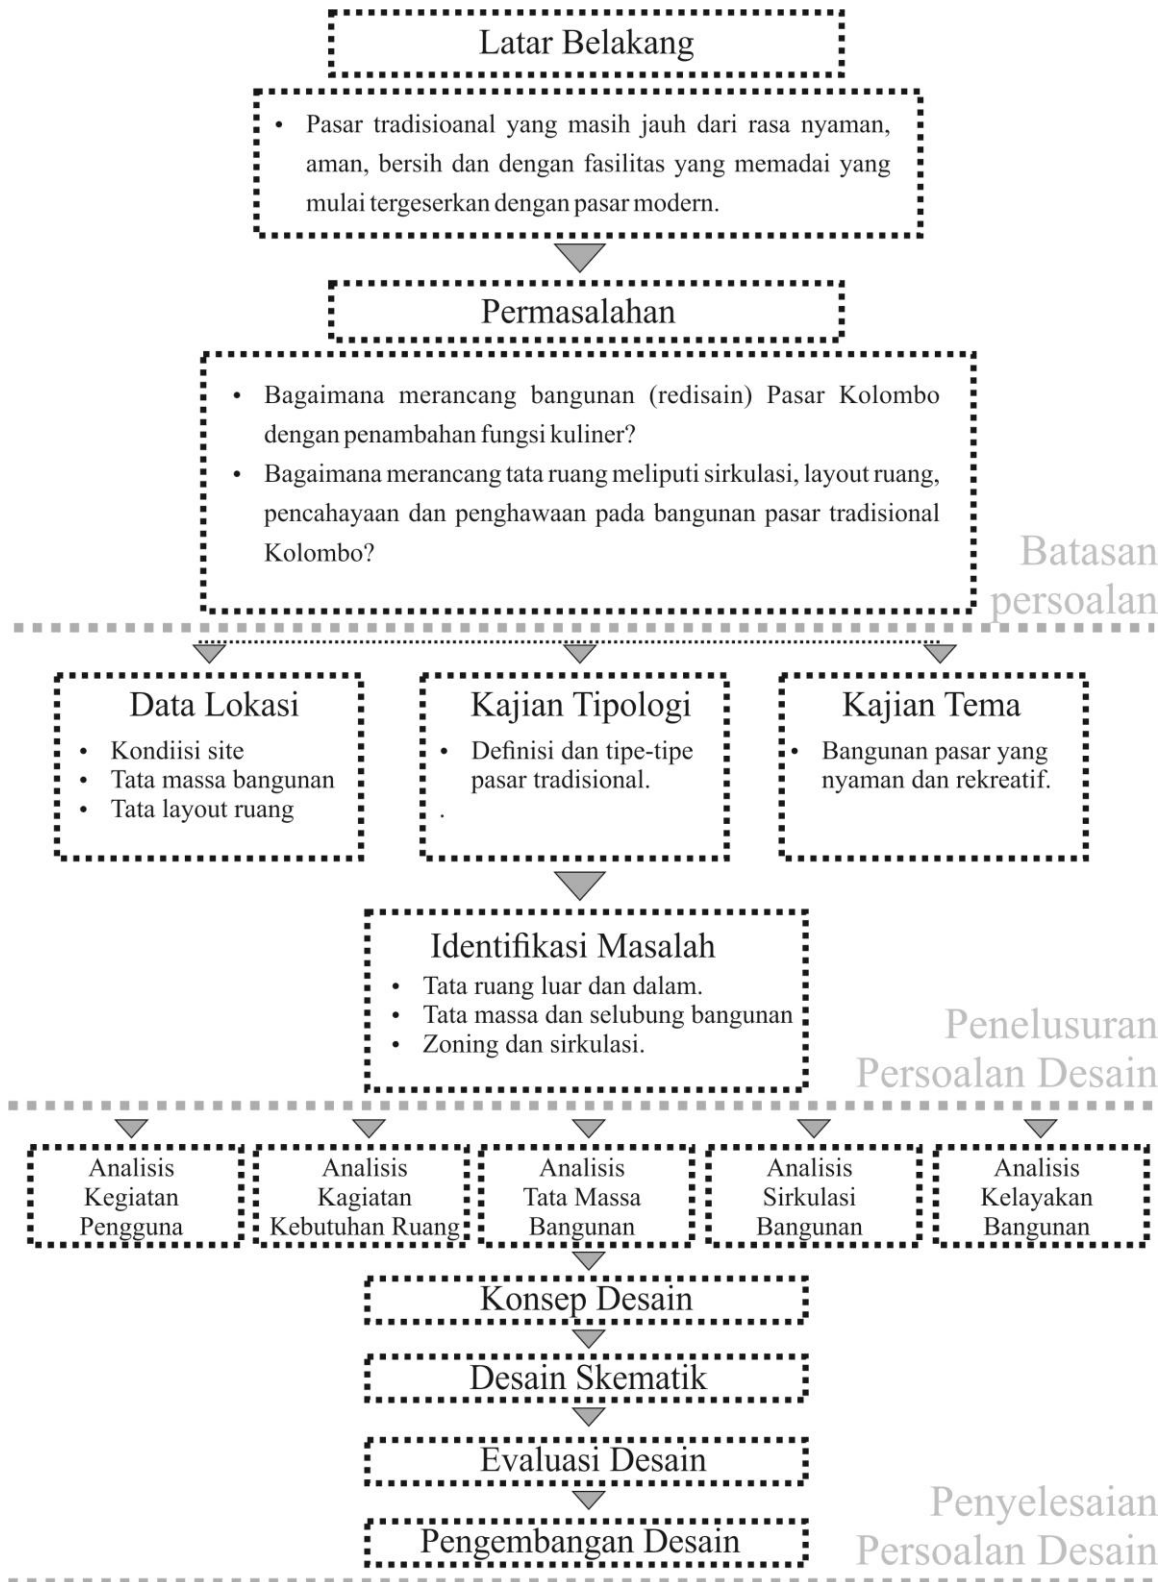 Latar Belakang
• Pasar tradisioanal yang masih jauh dari rasa nyaman,
aman, bersih dan dengan fasilitas yang memadai yang
mulai tergeserkan dengan pasar modern.
Permasalahan
• Bagaimana merancang bangunan (redisain) Pasar Kolombo
dengan penambahan fungsi kuliner?
• Bagaimana merancang tata ruang meliputi sirkulasi, layout ruang,
pencahayaan dan penghawaan pada bangunan pasar tradisional
Kolombo?
Batasan
persoalan
Data Lokasi
• Kondiisi site
• Tata massa bangunan
• Tata layout ruang
Kajian Tipologi
• Definisi dan tipe-tipe
pasar tradisional.
.
Kajian Tema
• Bangunan pasar yang
nyaman dan rekreatif.
Identifikasi Masalah
• Tata ruang luar dan dalam.
• Tata massa dan selubung bangunan
• Zoning dan sirkulasi.
Penelusuran
Persoalan Desain
Analisis
Kegiatan
Pengguna
Analisis
Kagiatan
Kebutuhan Ruang
Analisis
Tata Massa
Bangunan
Analisis
Sirkulasi
Bangunan
Analisis
Kelayakan
Bangunan
Konsep Desain
Desain Skematik
Evaluasi Desain
Pengembangan Desain
Penyelesaian
Persoalan Desain